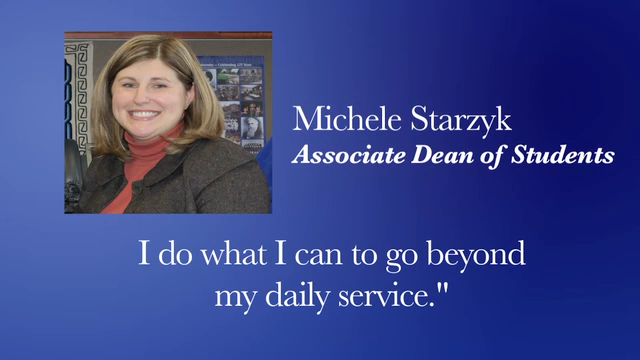 Michele Starzyk
Associate Dean of Students
I do what I can to go beyond
my daily service."